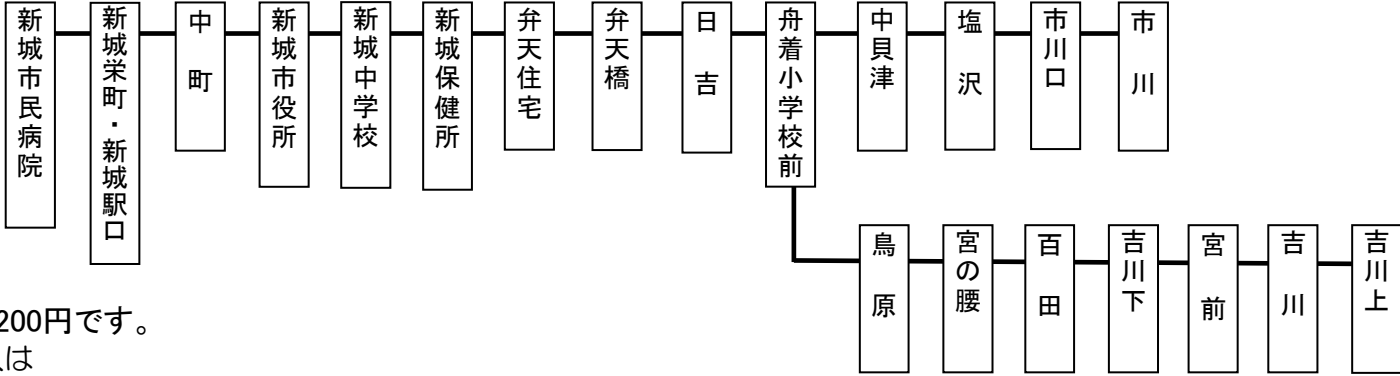 新城市民病院
新城栄町・新城駅口
中町
新城市役所
新城中学校
新城保健所
弁天住宅
弁天橋
日吉
舟着小学校前
中貝津
塩沢
市川口
市川
鳥原
宮の腰
百田
吉川下
宮前
吉川
吉川上
200円です。
は